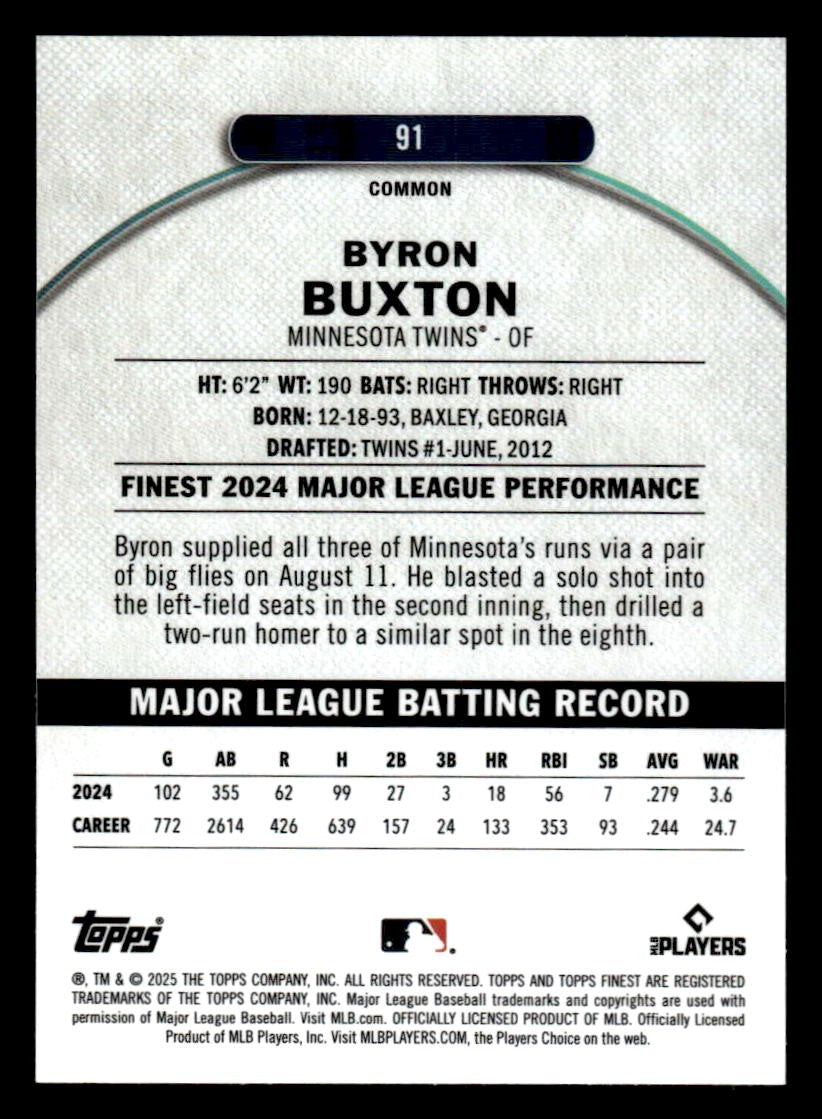 91
COMMON
BYRON
BUXTON
MINNESOTA TWINS® - OF
HT: 6'2" WT: 190 BATS: RIGHT THROWS: RIGHT
BORN: 12-18-93, BAXLEY, GEORGIA
DRAFTED: TWINS #1-JUNE, 2012
FINEST 2024 MAJOR LEAGUE PERFORMANCE
Byron supplied all three of Minnesota's runs via a pair
of big flies on August 11. He blasted a solo shot into
the left-field seats in the second inning, then drilled a
two-run homer to a similar spot in the eighth.
MAJOR LEAGUE BATTING RECORD
G AB R H 2B 3B HR RBI SB AVG WAR
2024 102 355 62 99 27 3 18 56 7 .279 3.6
CAREER 772 2614 426 639 157 24 133 353 93 .244 24.7
Topps® MLB PLAYERS
®, TM & © 2025 THE TOPPS COMPANY, INC. ALL RIGHTS RESERVED. TOPPS AND TOPPS FINEST ARE REGISTERED
TRADEMARKS OF THE TOPPS COMPANY, INC. Major League Baseball trademarks and copyrights are used with
permission of Major League Baseball. Visit MLB.com. OFFICIALLY LICENSED PRODUCT OF MLB. Officially Licensed
Product of MLB Players, Inc. Visit MLBPLAYERS.COM, the Players Choice on the web.